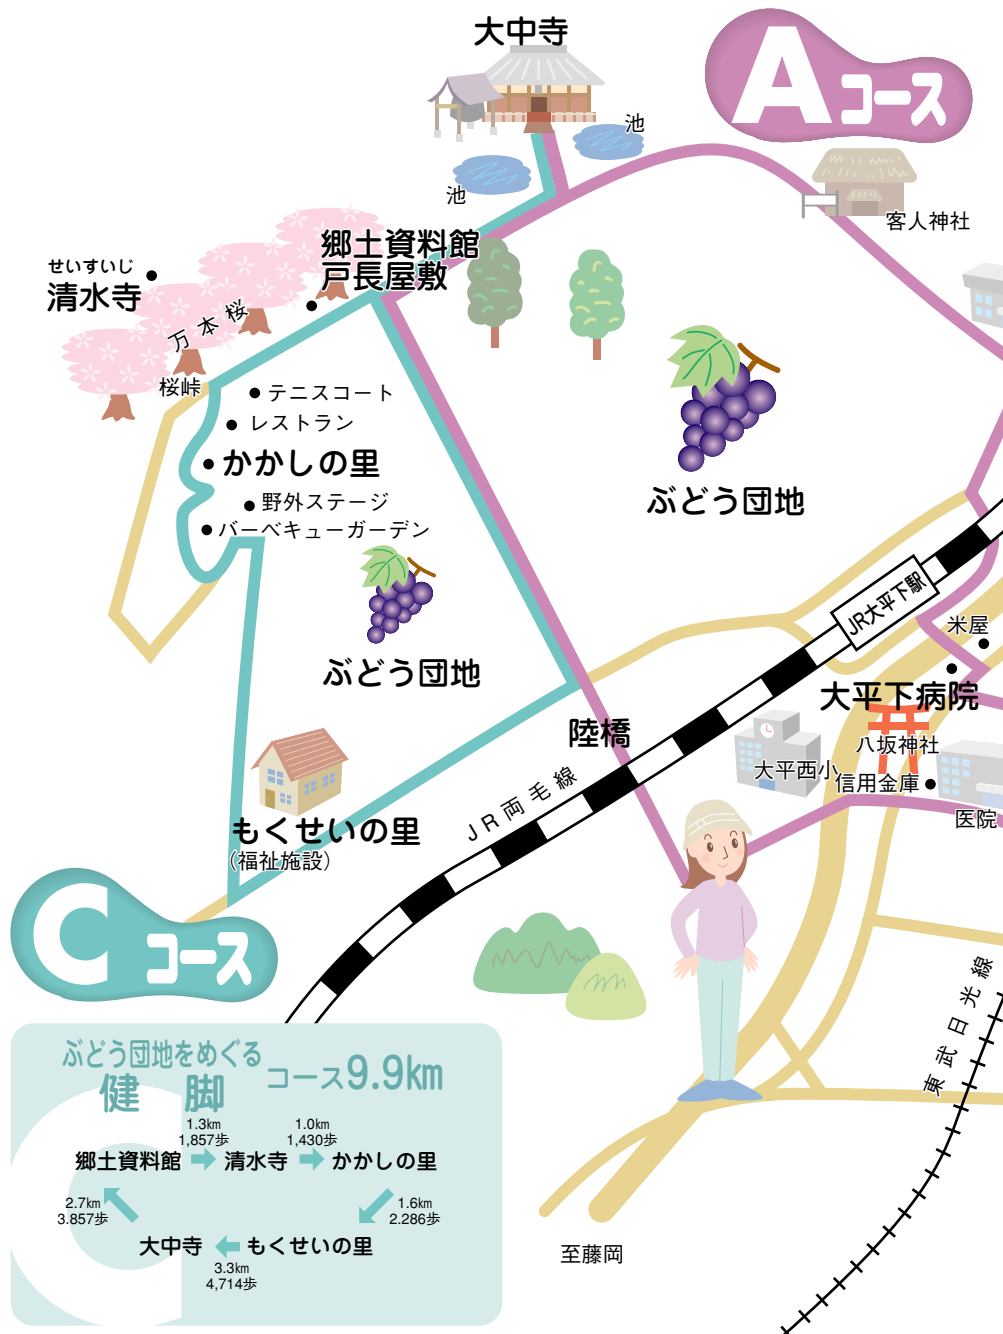 大中寺
Aコース
池
池
客人神社
郷土資料館
戸長屋敷
せいすいじ
清水寺
万本桜
桜峠
テニスコート
レストラン
かかしの里
野外ステージ
バーベキューガーデン
ぶどう団地
ぶどう団地
JR大平下駅
米屋
大平下病院
陸橋
八坂神社
大平西小
信用金庫
医院
JR両毛線
もくせいの里
(福祉施設)
Cコース
東武日光線
ぶどう団地をめぐる
健脚コース9.9km
1.3km
1,857歩
1.0km
1,430歩
郷土資料館
清水寺
かかしの里
2.7km
3.857歩
1.6km
2.286歩
大中寺
もくせいの里
3.3km
4,714歩
至藤岡